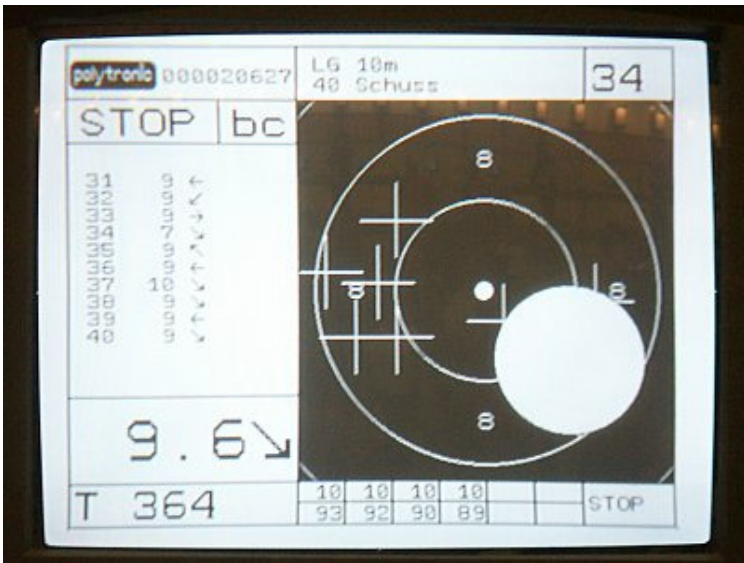 polytronic 000020627
LG 10m
40 Schuss
34
STOP bc
31 9 ←
32 9 ↖
33 9 ↓
34 7 ↙
35 9 ↖
36 9 ←
37 10 ↙
38 9 ↙
39 9 ←
40 9 ↙
8
8 8
8
9.6↘
T 364
10 10 10 10
93 92 90 89
STOP